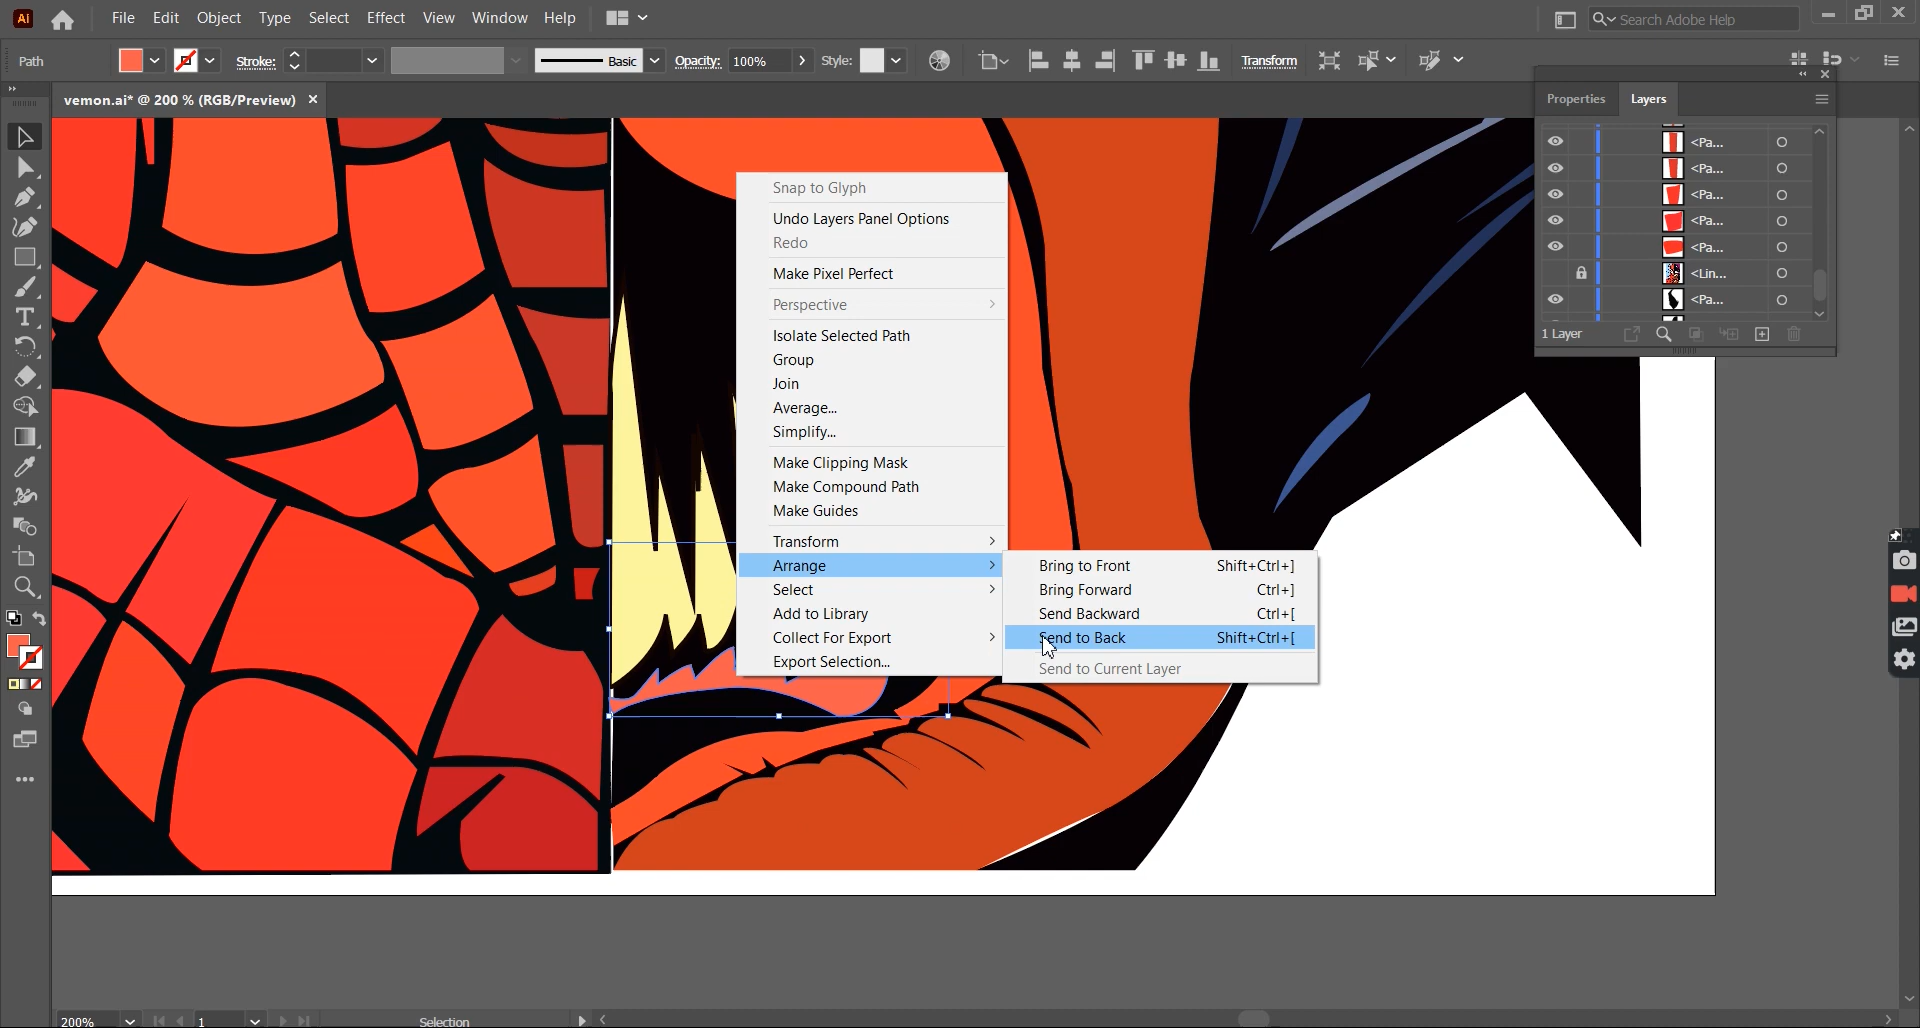 Ai File Edit Object Type Select Effect View Window Help Search Adobe Help
Path Stroke: Basic Opacity: 100% Style: Transform
vemon.ai* @ 200 % (RGB/Preview)
Properties Layers
<Pa...
<Pa...
<Pa...
<Pa...
<Pa...
<Lin...
<Pa...
1 Layer
Snap to Glyph
Undo Layers Panel Options
Redo
Make Pixel Perfect
Perspective
Isolate Selected Path
Group
Join
Average...
Simplify...
Make Clipping Mask
Make Compound Path
Make Guides
Transform
Arrange
Select
Add to Library
Collect For Export
Export Selection...
Bring to Front Shift+Ctrl+]
Bring Forward Ctrl+]
Send Backward Ctrl+[
Send to Back Shift+Ctrl+[
Send to Current Layer
200% 1 Selection